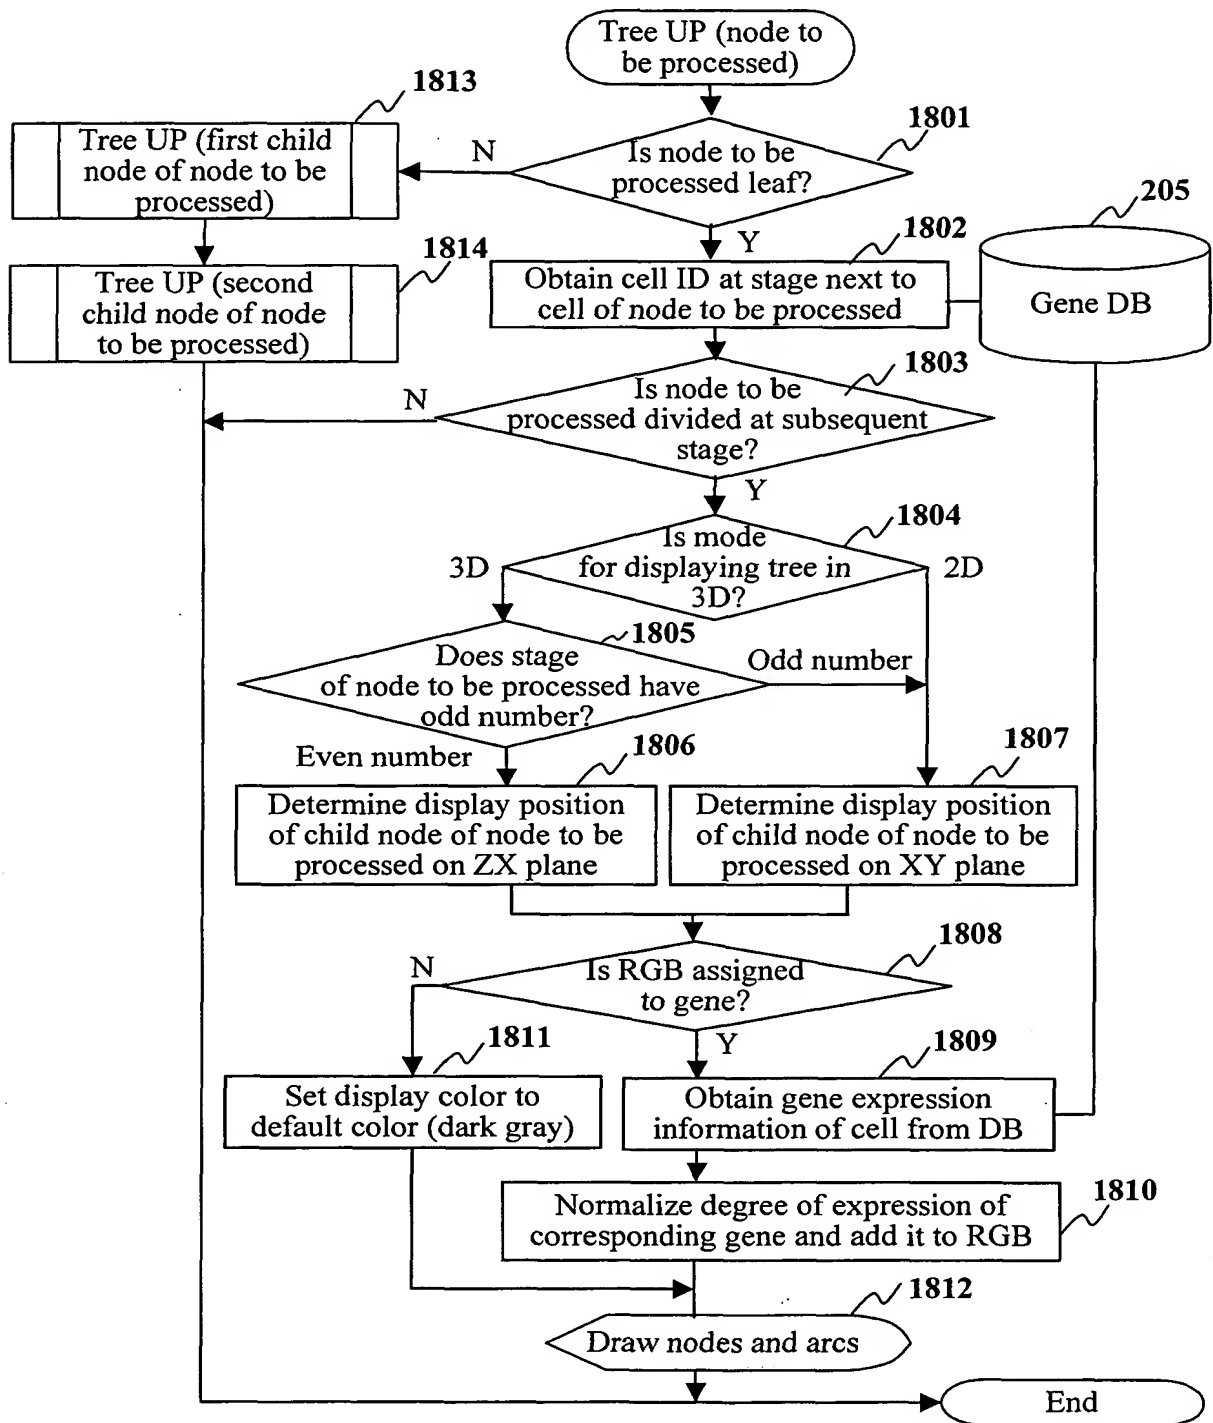 Tree UP (node to
be processed)
1813
Tree UP (first child
node of node to be
processed)
N
1801
Is node to be
processed leaf?
Y
205
Gene DB
1814
Tree UP (second
child node of node
to be processed)
1802
Obtain cell ID at stage next to
cell of node to be processed
1803
Is node to be
processed divided at subsequent
stage?
N
Y
1804
Is mode
for displaying tree in
3D?
3D
2D
1805
Does stage
of node to be processed have
odd number?
Odd number
Even number
1806
Determine display position
of child node of node to be
processed on ZX plane
1807
Determine display position
of child node of node to be
processed on XY plane
1808
Is RGB assigned
to gene?
N
Y
1811
Set display color to
default color (dark gray)
1809
Obtain gene expression
information of cell from DB
1810
Normalize degree of expression of
corresponding gene and add it to RGB
1812
Draw nodes and arcs
End